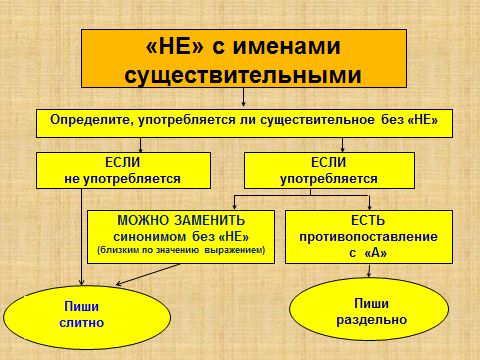 «НЕ» с именами
существительными
Определите, употребляется ли существительное без «НЕ»
ЕСЛИ
не употребляется
ЕСЛИ
употребляется
МОЖНО ЗАМЕНИТЬ
синонимом без «НЕ»
(близким по значению выражением)
ЕСТЬ
противопоставление
с «А»
Пиши
слитно
Пиши
раздельно